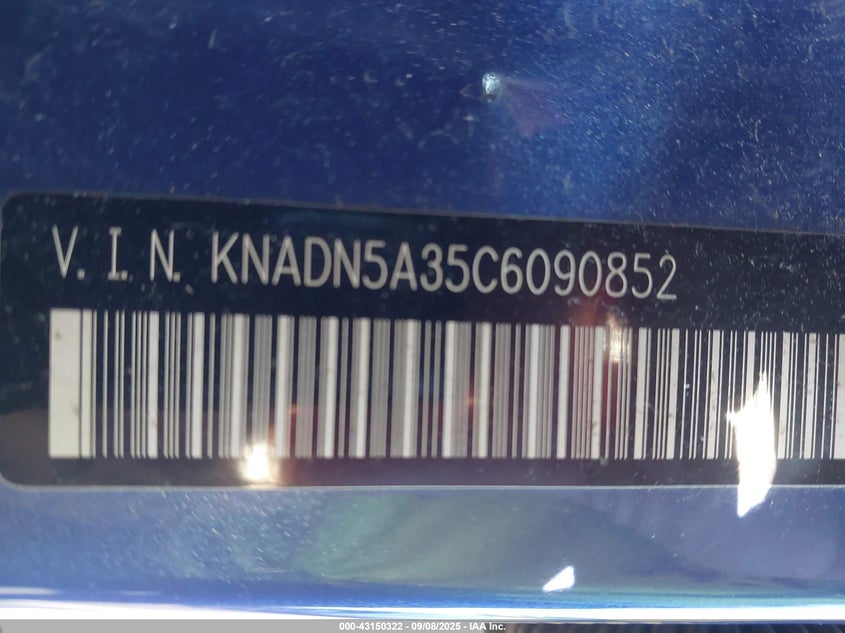 V. I. N. KNADN5A35C6090852
000-43150322 - 09/08/2025 - IAA Inc.